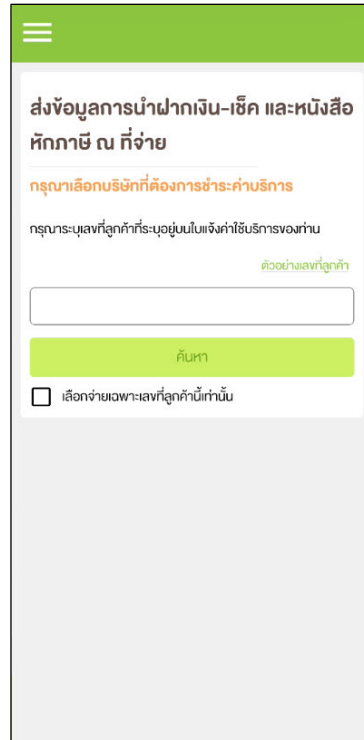 ส่งข้อมูลการนำฝากเงิน-เช็ค และหนังสือ
หักภาษี ณ ที่จ่าย
กรุณาเลือกบริษัทที่ต้องการชำระค่าบริการ
กรุณาระบุเลขที่ลูกค้าที่ระบุอยู่บนใบแจ้งค่าใช้บริการของท่าน
ตัวอย่างเลขที่ลูกค้า
ค้นหา
เลือกจ่ายเฉพาะเลขที่ลูกค้านี้เท่านั้น